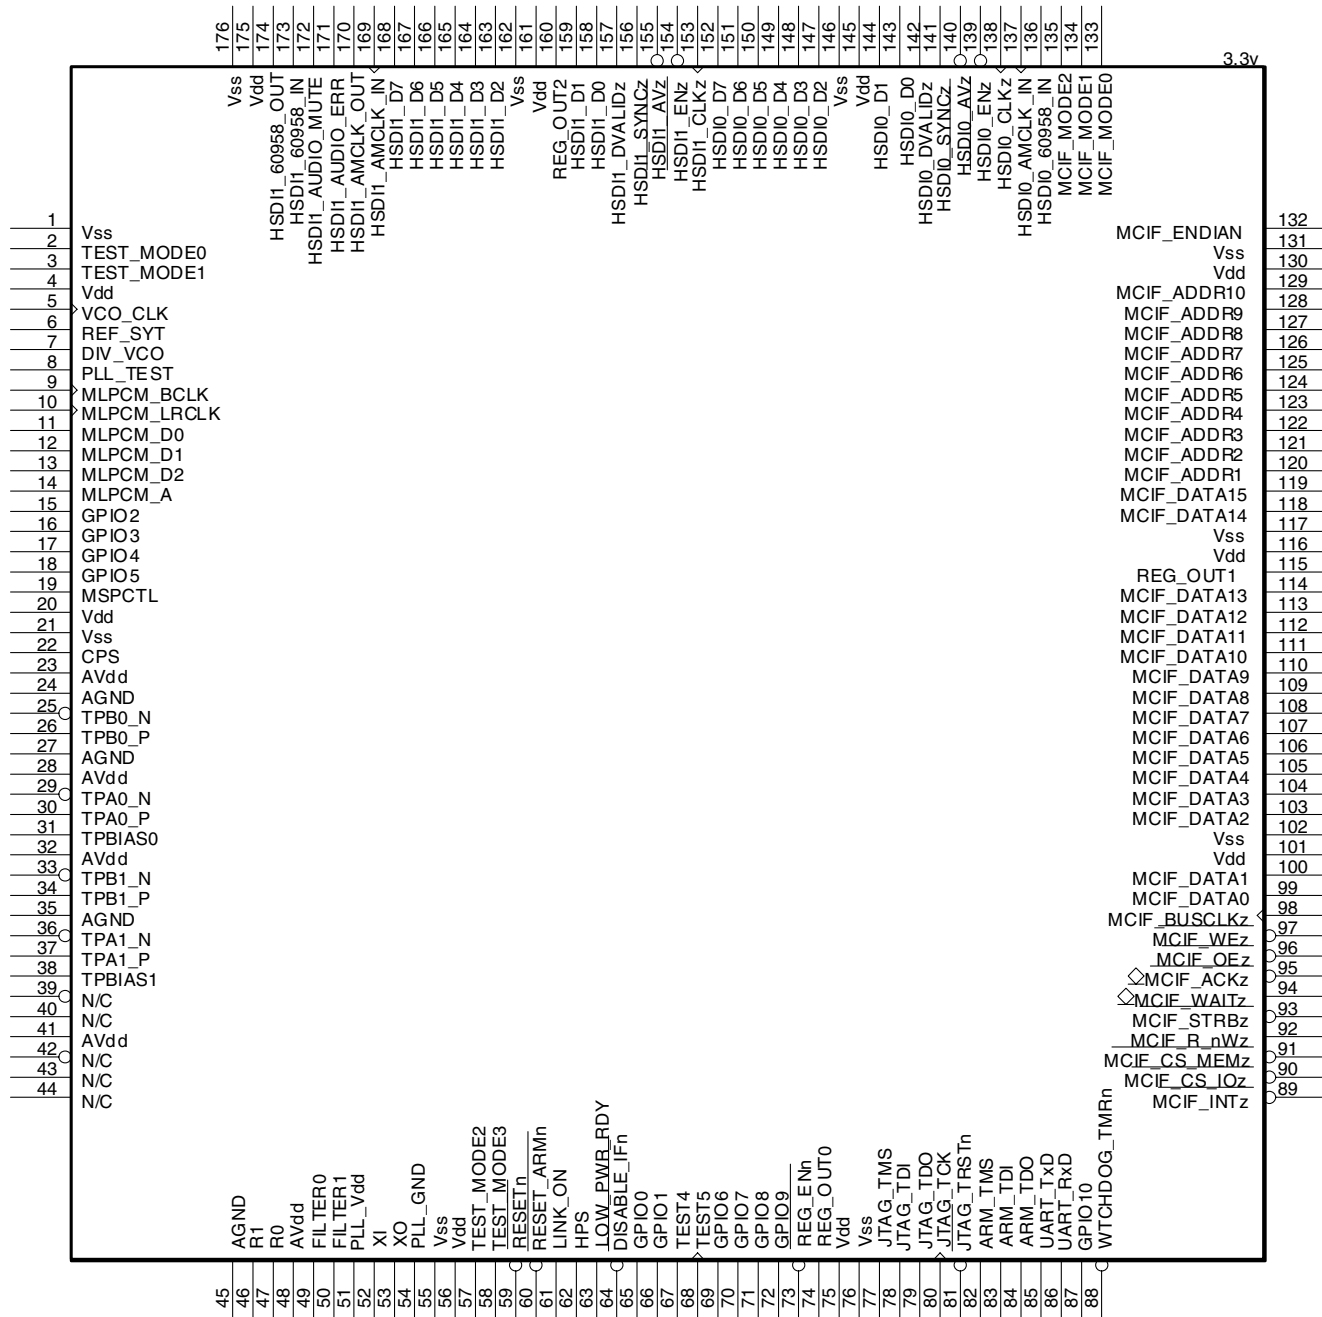 176
175
174
173
172
171
170
169
168
167
166
165
164
163
162
161
160
159
158
157
156
155
154
153
152
151
150
149
148
147
146
145
144
143
142
141
140
139
138
137
136
135
134
133
3.3v
Vss
Vdd
HSDI1_60958_OUT
HSDI1_60958_IN
HSDI1_AUDIO_MUTE
HSDI1_AUDIO_ERR
HSDI1_AMCLK_OUT
HSDI1_AMCLK_IN
HSDI1_D7
HSDI1_D6
HSDI1_D5
HSDI1_D4
HSDI1_D3
HSDI1_D2
Vss
Vdd
REG_OUT2
HSDI1_D1
HSDI1_D0
HSDI1_DVALIDz
HSDI1_SYNCz
HSDI1_AVz
HSDI1_ENz
HSDI1_CLKz
HSDI0_D7
HSDI0_D6
HSDI0_D5
HSDI0_D4
HSDI0_D3
HSDI0_D2
Vss
Vdd
HSDI0_D1
HSDI0_D0
HSDI0_DVALIDz
HSDI0_SYNCz
HSDI0_AVz
HSDI0_ENz
HSDI0_CLKz
HSDI0_AMCLK_IN
HSDI0_60958_IN
MCIF_MODE2
MCIF_MODE1
MCIF_MODE0
1 Vss
2 TEST_MODE0
3 TEST_MODE1
4 Vdd
5 VCO_CLK
6 REF_SYT
7 DIV_VCO
8 PLL_TEST
9 MLPCM_BCLK
10 MLPCM_LRCLK
11 MLPCM_D0
12 MLPCM_D1
13 MLPCM_D2
14 MLPCM_A
15 GPIO2
16 GPIO3
17 GPIO4
18 GPIO5
19 MSPCTL
20 Vdd
21 Vss
22 CPS
23 AVdd
24 AGND
25 TPB0_N
26 TPB0_P
27 AGND
28 AVdd
29 TPA0_N
30 TPA0_P
31 TPBIAS0
32 AVdd
33 TPB1_N
34 TPB1_P
35 AGND
36 TPA1_N
37 TPA1_P
38 TPBIAS1
39 N/C
40 N/C
41 AVdd
42 N/C
43 N/C
44 N/C
MCIF_ENDIAN 132
Vss 131
Vdd 130
MCIF_ADDR10 129
MCIF_ADDR9 128
MCIF_ADDR8 127
MCIF_ADDR7 126
MCIF_ADDR6 125
MCIF_ADDR5 124
MCIF_ADDR4 123
MCIF_ADDR3 122
MCIF_ADDR2 121
MCIF_ADDR1 120
MCIF_DATA15 119
MCIF_DATA14 118
Vss 117
Vdd 116
REG_OUT1 115
MCIF_DATA13 114
MCIF_DATA12 113
MCIF_DATA11 112
MCIF_DATA10 111
MCIF_DATA9 110
MCIF_DATA8 109
MCIF_DATA7 108
MCIF_DATA6 107
MCIF_DATA5 106
MCIF_DATA4 105
MCIF_DATA3 104
MCIF_DATA2 103
Vss 102
Vdd 101
MCIF_DATA1 100
MCIF_DATA0 99
MCIF_BUSCLKz 98
MCIF_WEz 97
MCIF_OEz 96
MCIF_ACKz 95
MCIF_WAITz 94
MCIF_STRBz 93
MCIF_R_nWz 92
MCIF_CS_MEMz 91
MCIF_CS_IOz 90
MCIF_INTz 89
AGND
R1
R0
AVdd
FILTER0
FILTER1
PLL_Vdd
XI
XO
PLL_GND
Vss
Vdd
TEST_MODE2
TEST_MODE3
RESETn
RESET_ARMn
LINK_ON
HPS
LOW_PWR_RDY
DISABLE_IFn
GPIO0
GPIO1
TEST4
TEST5
GPIO6
GPIO7
GPIO8
GPIO9
REG_ENn
REG_OUT0
Vdd
Vss
JTAG_TMS
JTAG_TDI
JTAG_TDO
JTAG_TCK
JTAG_TRSTn
ARM_TMS
ARM_TDI
ARM_TDO
UART_TxD
UART_RxD
GPIO10
WTCHDOG_TMRn
45
46
47
48
49
50
51
52
53
54
55
56
57
58
59
60
61
62
63
64
65
66
67
68
69
70
71
72
73
74
75
76
77
78
79
80
81
82
83
84
85
86
87
88